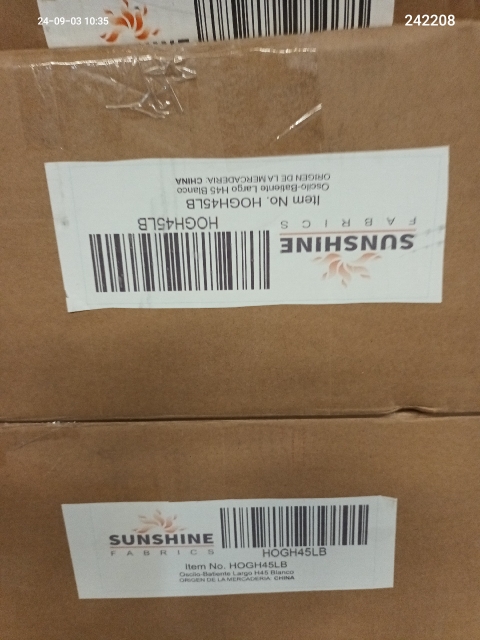 24-09-03 10:35
242208
HOGH45LB
SUNSHINE
FABRICS
Item No. HOGH45LB
Oscilo-Batiente Largo H45 Blanco
ORIGEN DE LA MERCADERIA: CHINA
SUNSHINE
FABRICS
HOGH45LB
Item No. HOGH45LB
Oscilo-Batiente Largo H45 Blanco
ORIGEN DE LA MERCADERIA: CHINA